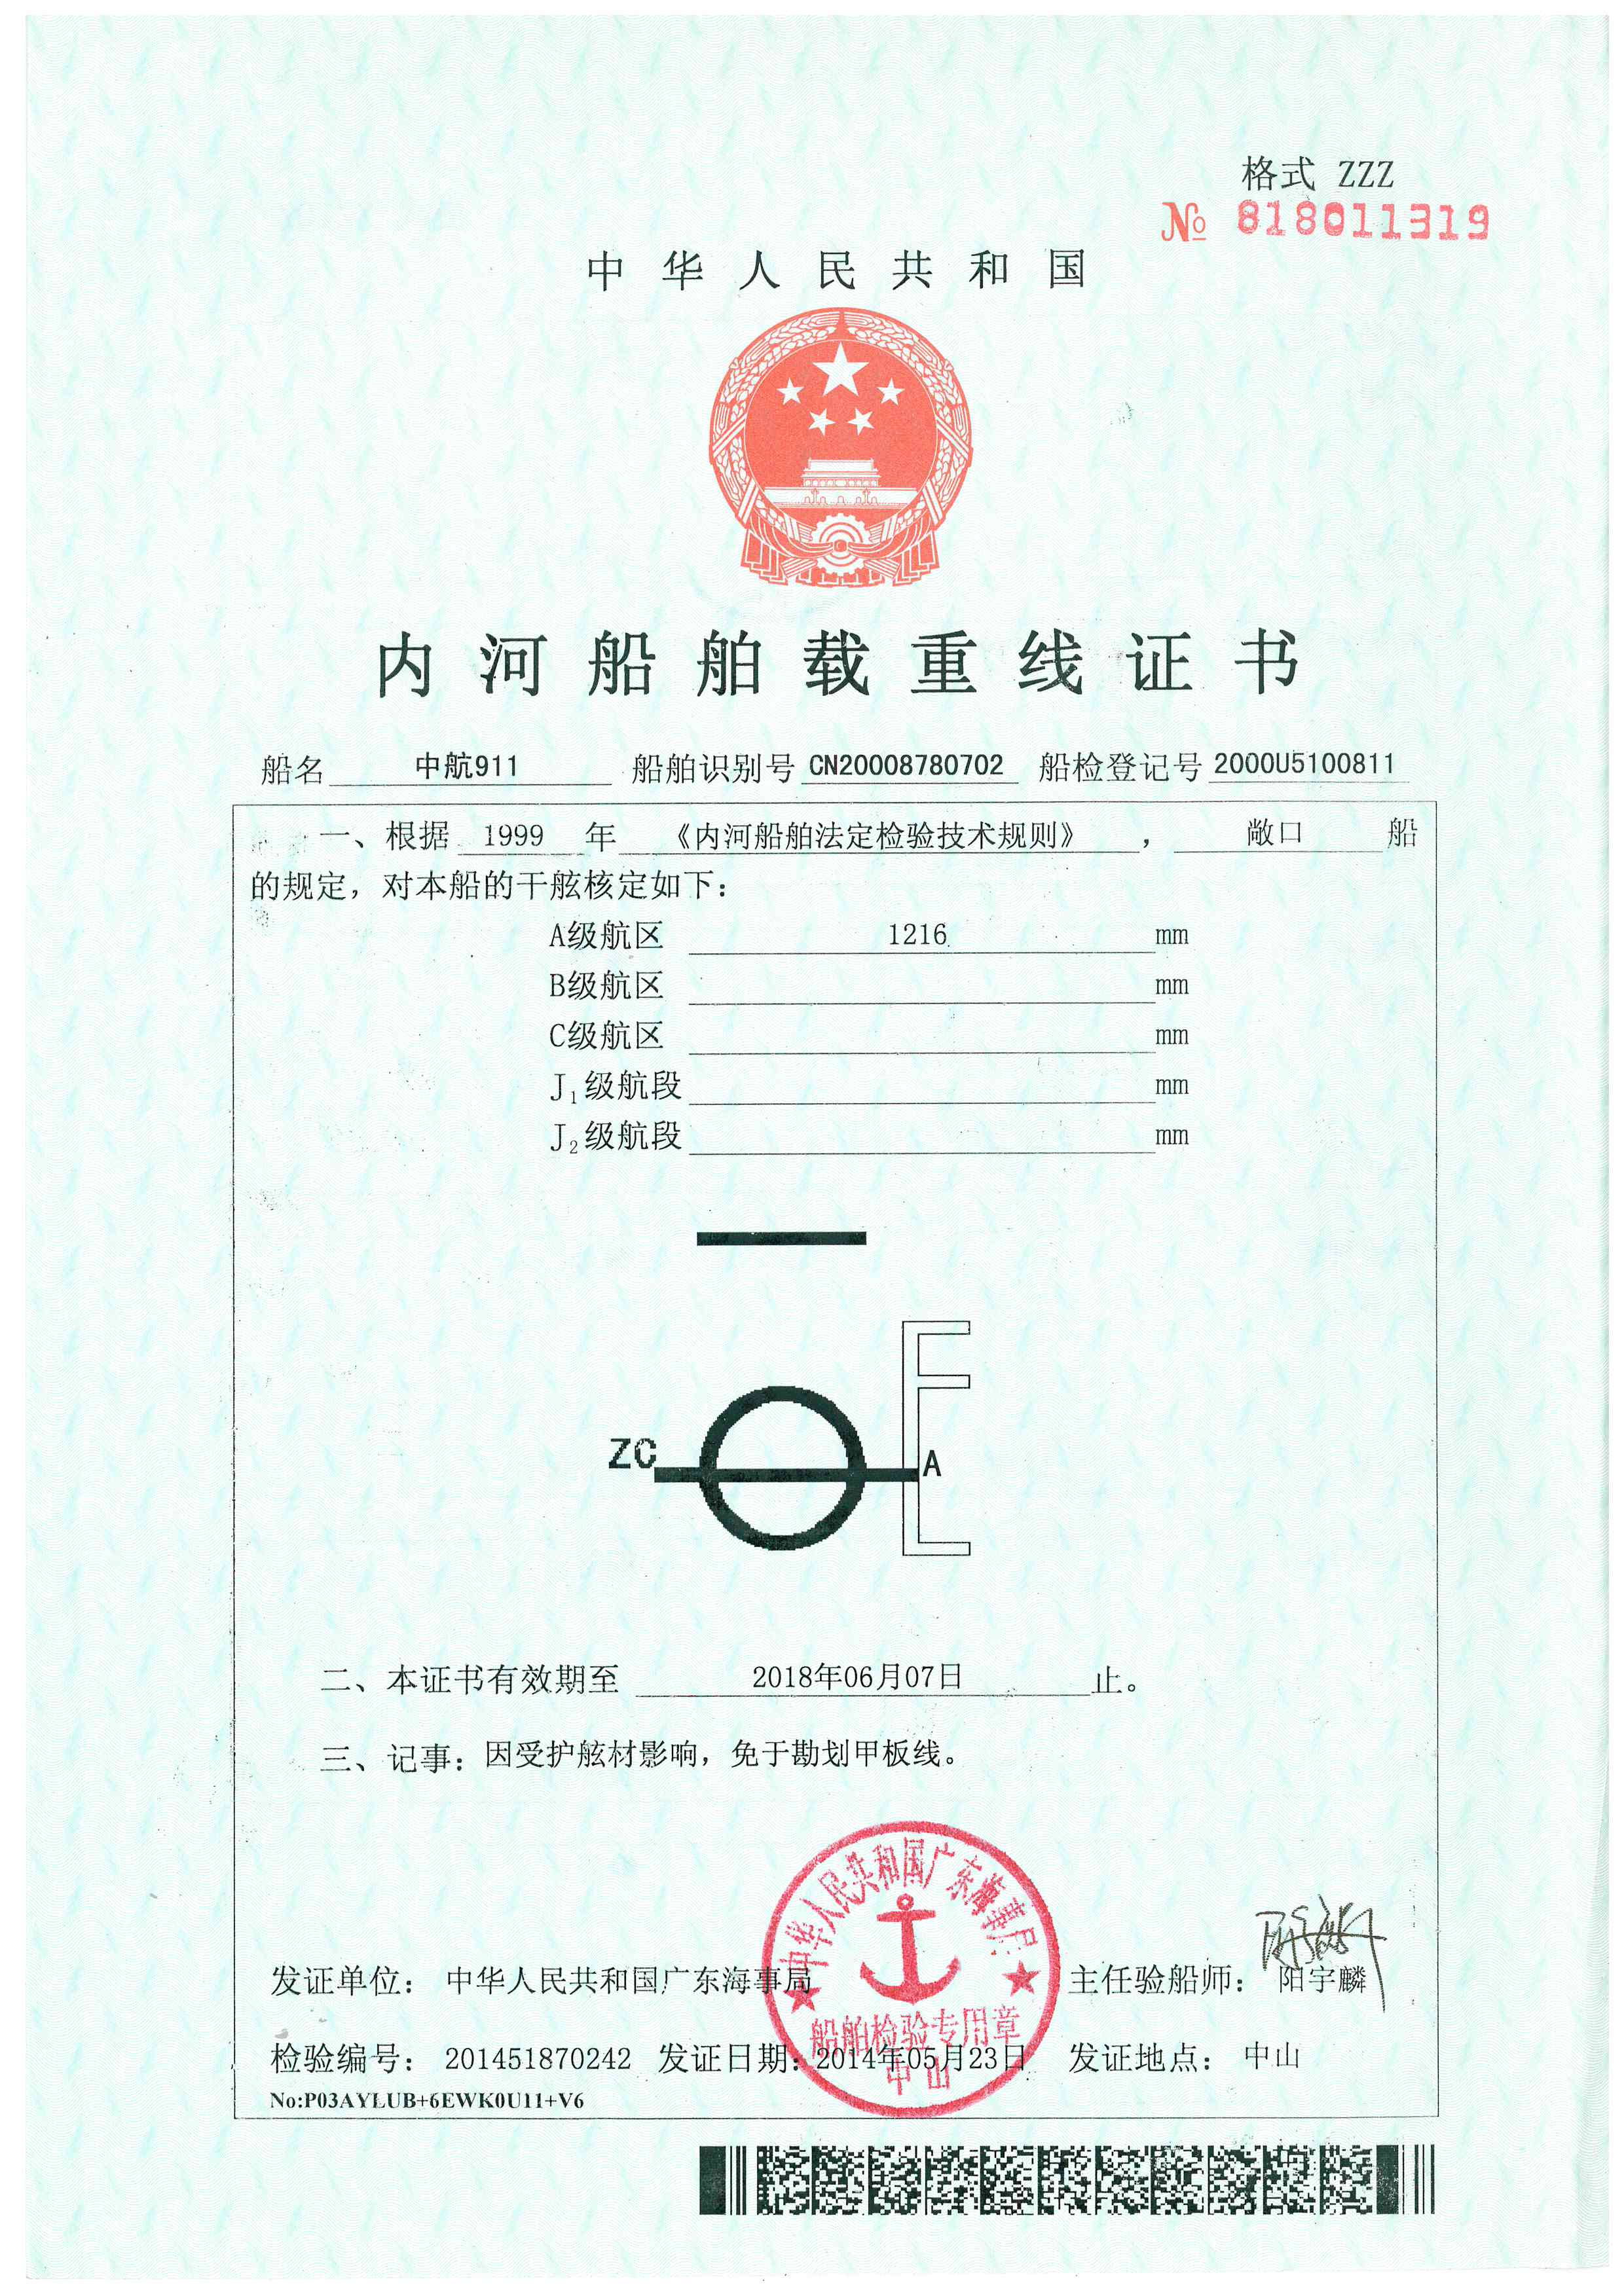 格式 ZZZ
№ 818011319
中华人民共和国
内河船舶载重线证书
船名 中航911 船舶识别号 CN20008780702 船检登记号 2000U5100811
一、根据 1999 年 《内河船舶法定检验技术规则》 , 敞口 船
的规定，对本船的干舷核定如下：
A级航区 1216 mm
B级航区 mm
C级航区 mm
J₁级航段 mm
J₂级航段 mm
F
ZC A
L
二、本证书有效期至 2018年06月07日 止。
三、记事：因受护舷材影响，免于勘划甲板线。
中华人民共和国广东海事局
发证单位： 中华人民共和国广东海事局 主任验船师： 阳宇麟
船舶检验专用章
检验编号： 201451870242 发证日期：2014年05月23日 发证地点： 中山
中山
No:P03AYLUB+6EWK0U11+V6